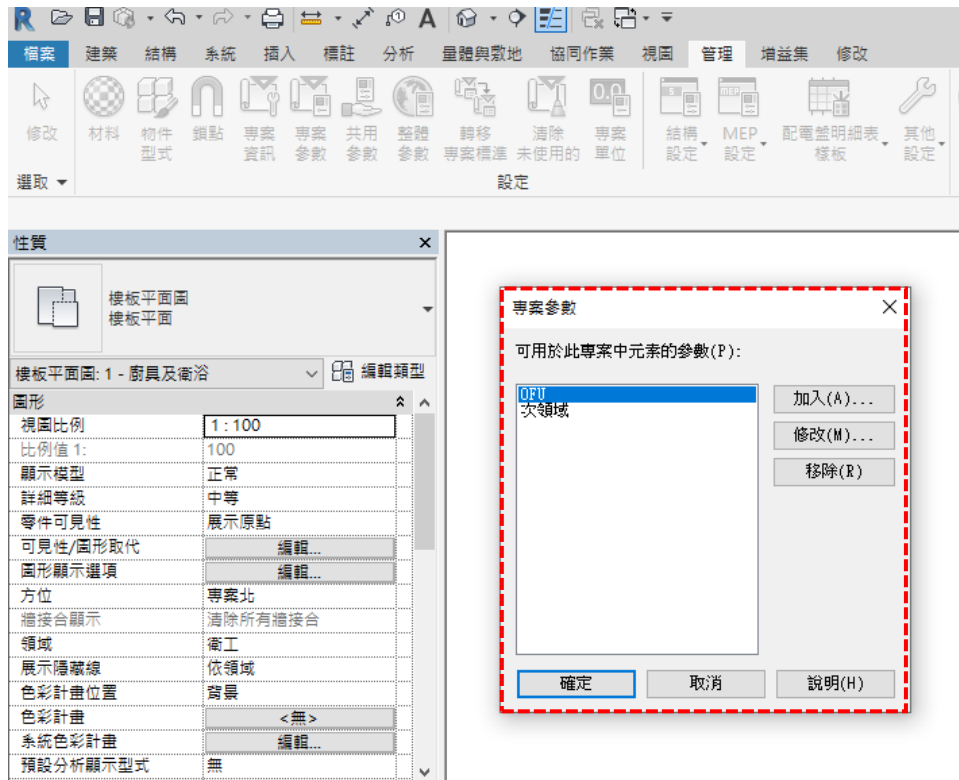 檔案 建築 結構 系統 插入 標註 分析 量體與敷地 協同作業 視圖 管理 增益集 修改
修改 材料 物件 鎖點 專案 專案 共用 整體 轉移 清除 專案 結構 MEP 配電盤明細表 其他
型式 資訊 參數 參數 參數 專案標準 未使用的 單位 設定 設定 樣板 設定
選取 設定
性質
樓板平面圖
樓板平面
樓板平面圖: 1 - 廚具及衛浴 編輯類型
圖形
視圖比例 1 : 100
比例值 1: 100
顯示模型 正常
詳細等級 中等
零件可見性 展示原點
可見性/圖形取代 編輯...
圖形顯示選項 編輯...
方位 專案北
牆接合顯示 清除所有牆接合
領域 衛工
展示隱藏線 依領域
色彩計畫位置 背景
色彩計畫 <無>
系統色彩計畫 編輯...
預設分析顯示型式 無
專案參數
可用於此專案中元素的參數(P):
OFU
次領域
加入(A)...
修改(M)...
移除(R)
確定 取消 說明(H)